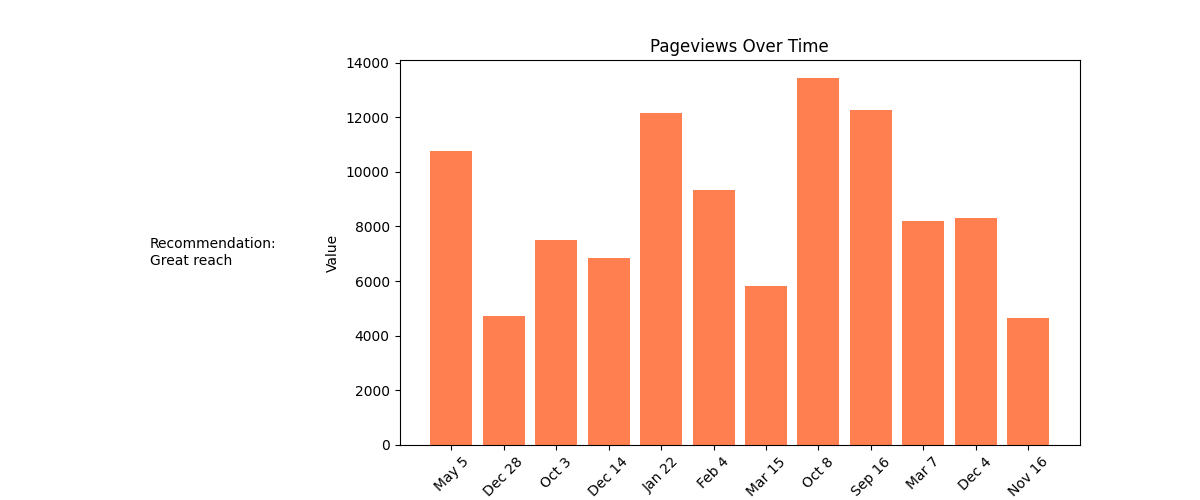 Pageviews Over Time
Recommendation:
Great reach
Value
14000
12000
10000
8000
6000
4000
2000
0
May 5
Dec 28
Oct 3
Dec 14
Jan 22
Feb 4
Mar 15
Oct 8
Sep 16
Mar 7
Dec 4
Nov 16